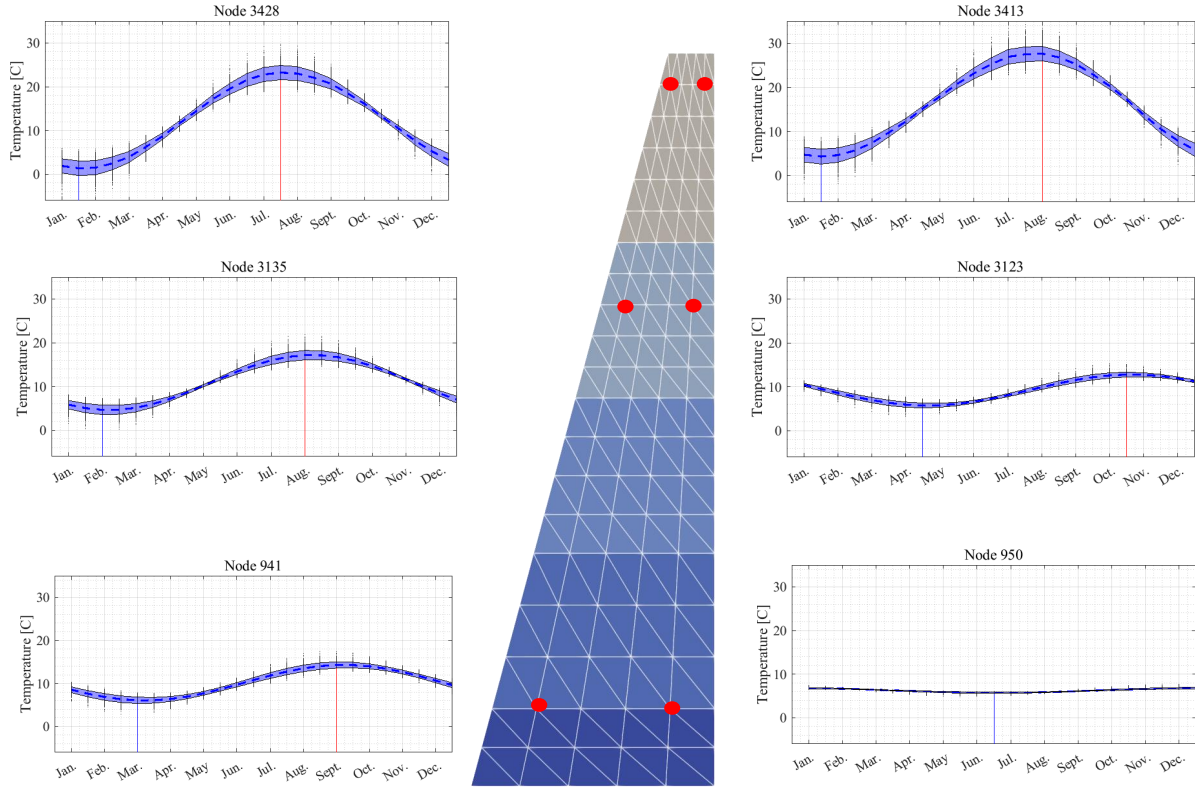 Node 3428
Temperature [C]
30
20
10
0
Jan. Feb. Mar. Apr. May Jun. Jul. Aug. Sept. Oct. Nov. Dec.
Node 3413
Temperature [C]
30
20
10
0
Jan. Feb. Mar. Apr. May Jun. Jul. Aug. Sept. Oct. Nov. Dec.
Node 3135
Temperature [C]
30
20
10
0
Jan. Feb. Mar. Apr. May Jun. Jul. Aug. Sept. Oct. Nov. Dec.
Node 3123
Temperature [C]
30
20
10
0
Jan. Feb. Mar. Apr. May Jun. Jul. Aug. Sept. Oct. Nov. Dec.
Node 941
Temperature [C]
30
20
10
0
Jan. Feb. Mar. Apr. May Jun. Jul. Aug. Sept. Oct. Nov. Dec.
Node 950
Temperature [C]
30
20
10
0
Jan. Feb. Mar. Apr. May Jun. Jul. Aug. Sept. Oct. Nov. Dec.